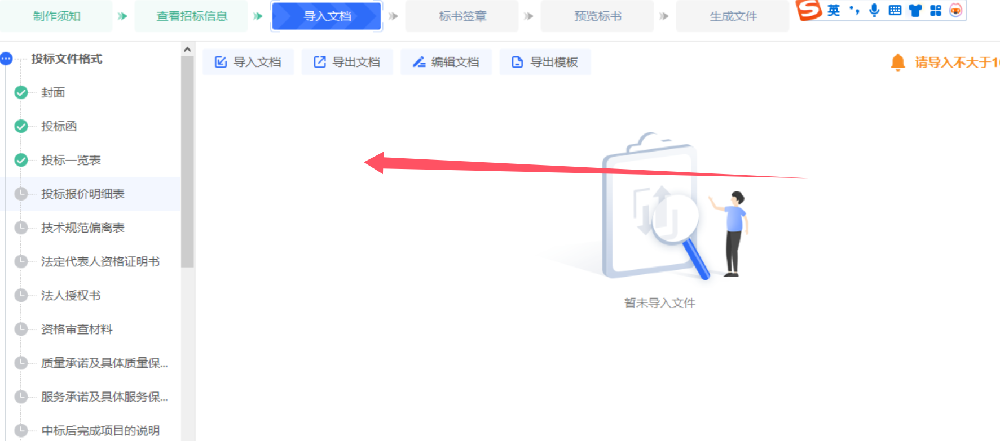 制作须知
查看招标信息
导入文档
标书签章
预览标书
生成文件
英
投标文件格式
封面
投标函
投标一览表
投标报价明细表
技术规范偏离表
法定代表人资格证明书
法人授权书
资格审查材料
质量承诺及具体质量保...
服务承诺及具体服务保...
中标后完成项目的说明
导入文档
导出文档
编辑文档
导出模板
请导入不大于1
暂未导入文件